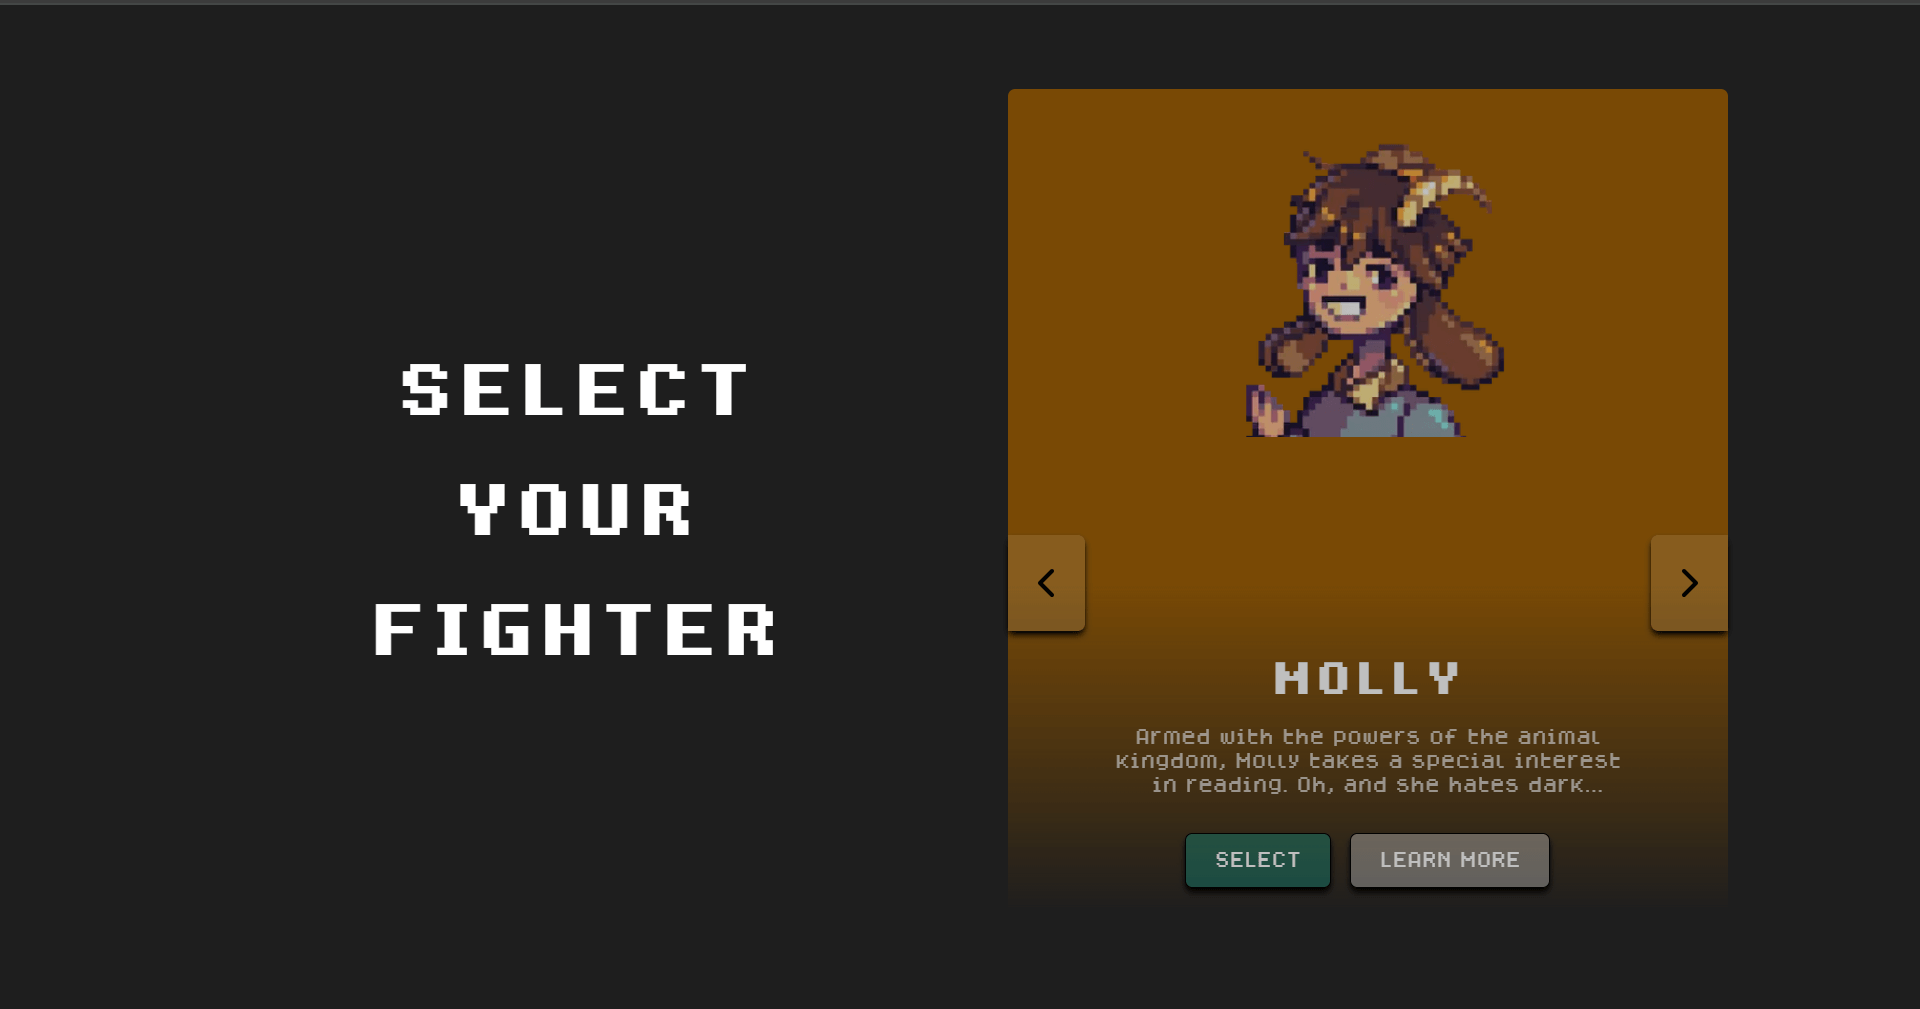 SELECT
YOUR
FIGHTER
MOLLY
Armed with the powers of the animal
kingdom, Molly takes a special interest
in reading. Oh, and she hates dark...
SELECT
LEARN MORE